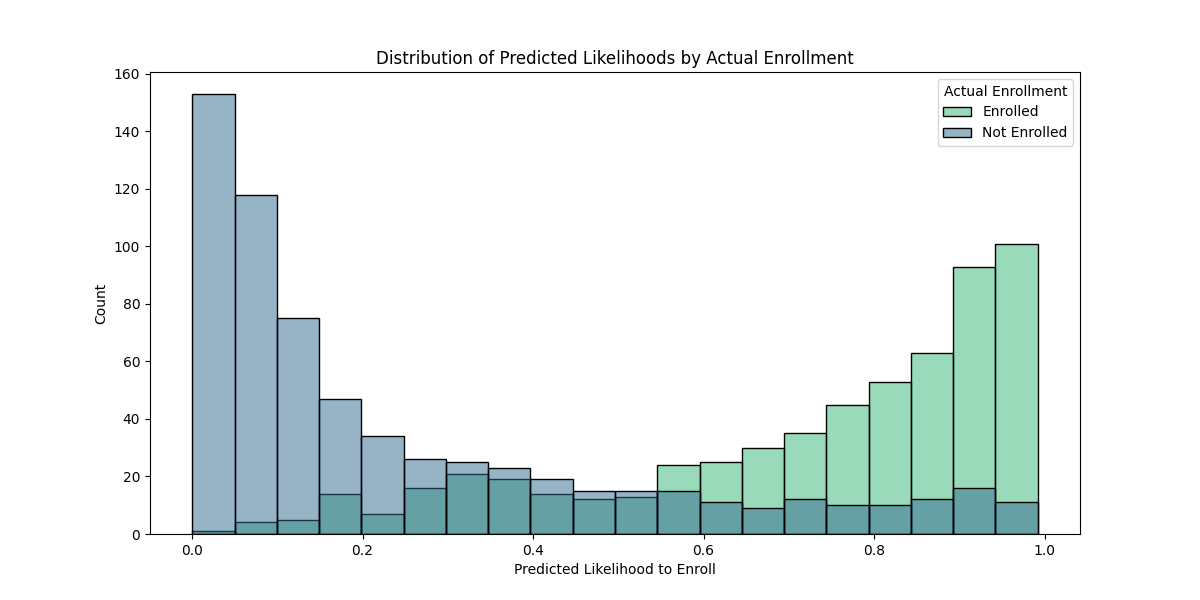 Distribution of Predicted Likelihoods by Actual Enrollment
160
140
120
100
80
60
40
20
0
Count
Actual Enrollment
Enrolled
Not Enrolled
0.0 0.2 0.4 0.6 0.8 1.0
Predicted Likelihood to Enroll